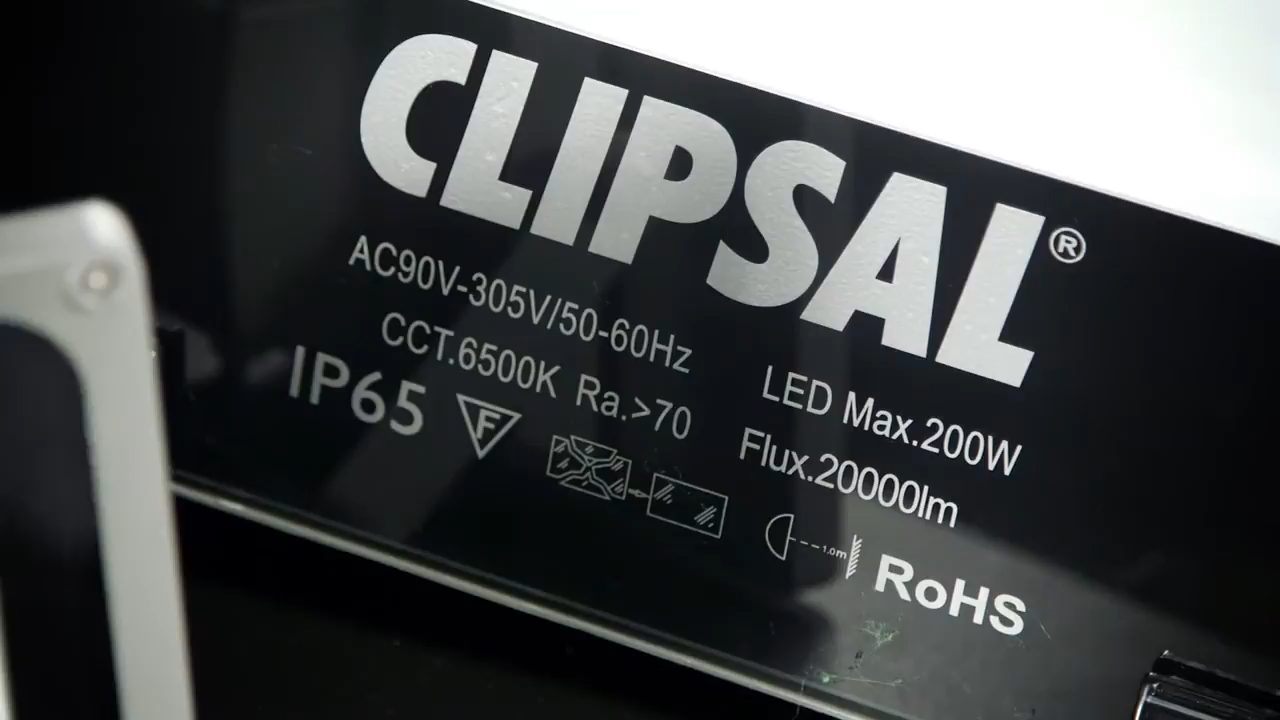 CLIPSAL®
AC90V-305V/50-60Hz
CCT.6500K Ra.>70
LED Max.200W
IP65 F
Flux.20000lm
1.0m
RoHS